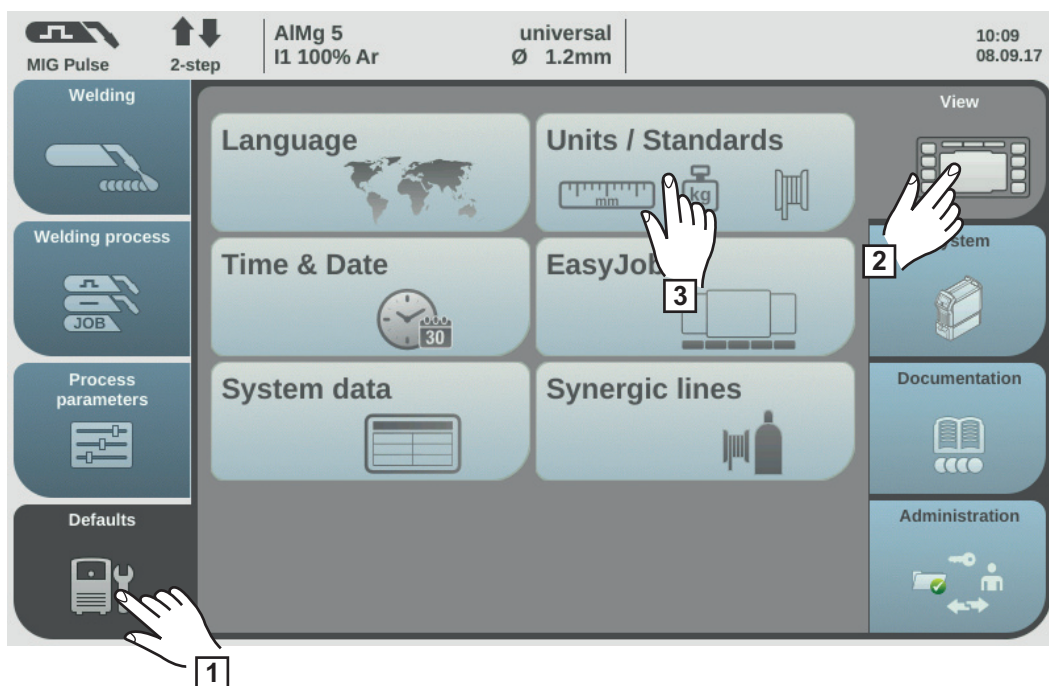 MIG Pulse
2-step
AlMg 5
I1 100% Ar
universal
Ø 1.2mm
10:09
08.09.17
Welding
Welding process
JOB
Process
parameters
Defaults
Language
Units / Standards
mm
kg
Time & Date
30
EasyJob
System data
Synergic lines
View
Documentation
Administration
1
2
3